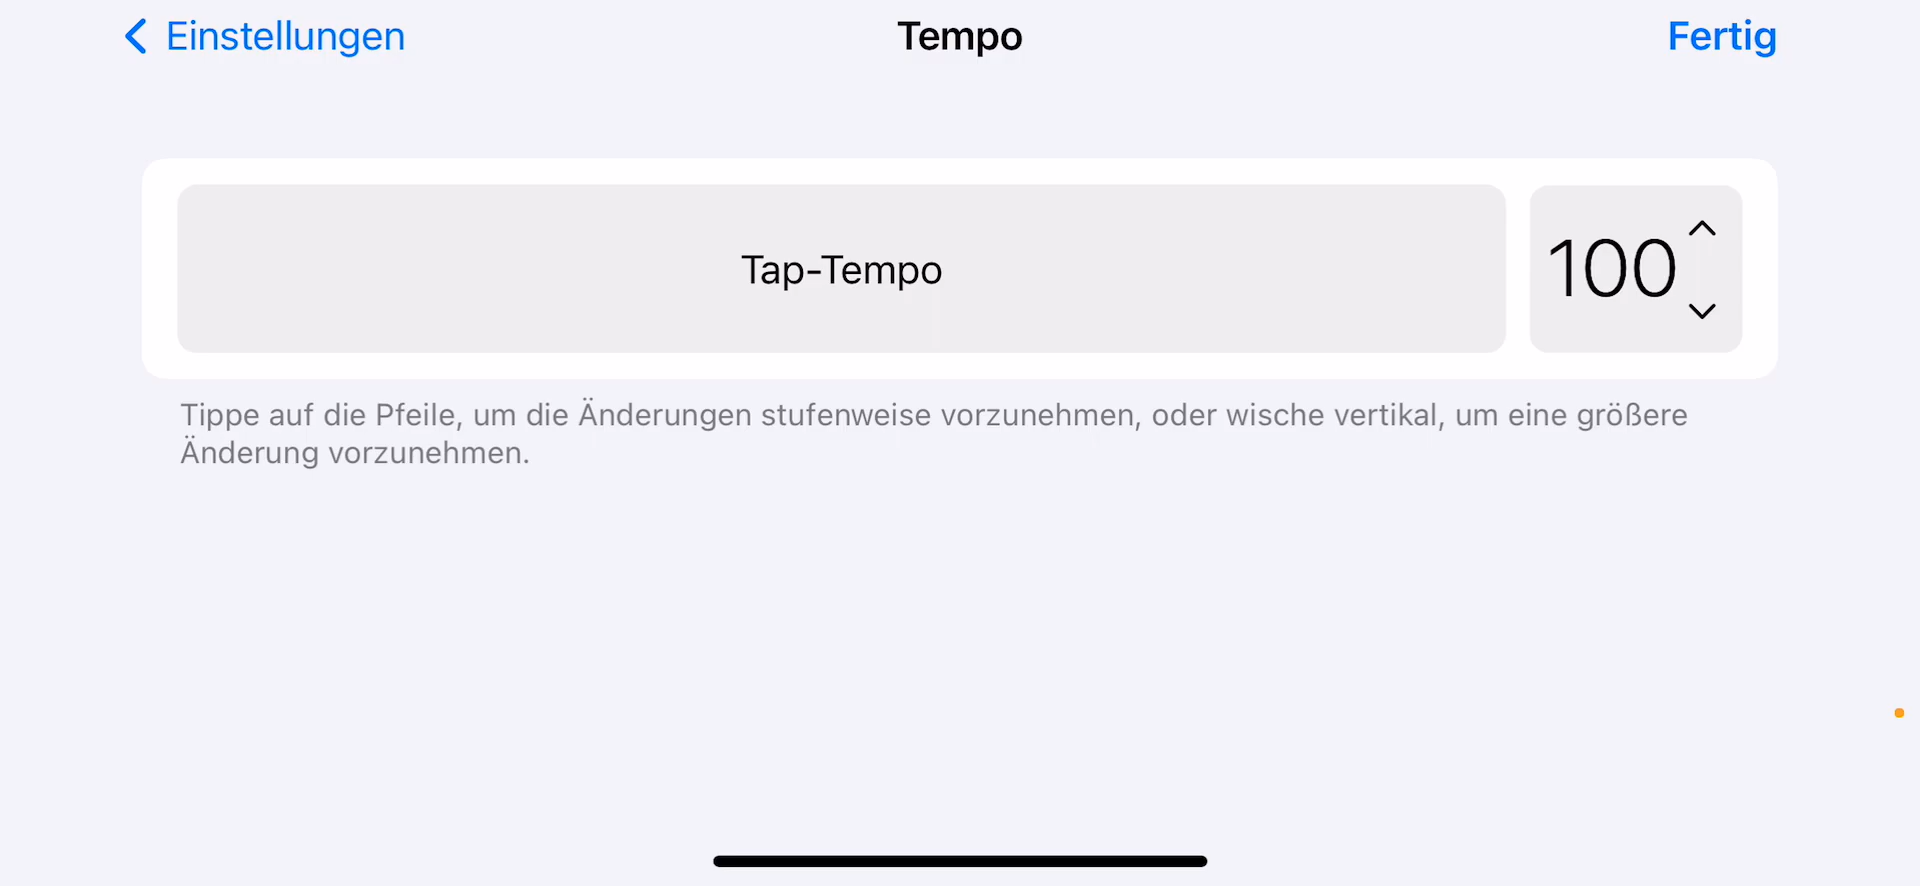 Einstellungen
Tempo
Fertig
Tap-Tempo
100
Tippe auf die Pfeile, um die Änderungen stufenweise vorzunehmen, oder wische vertikal, um eine größere
Änderung vorzunehmen.